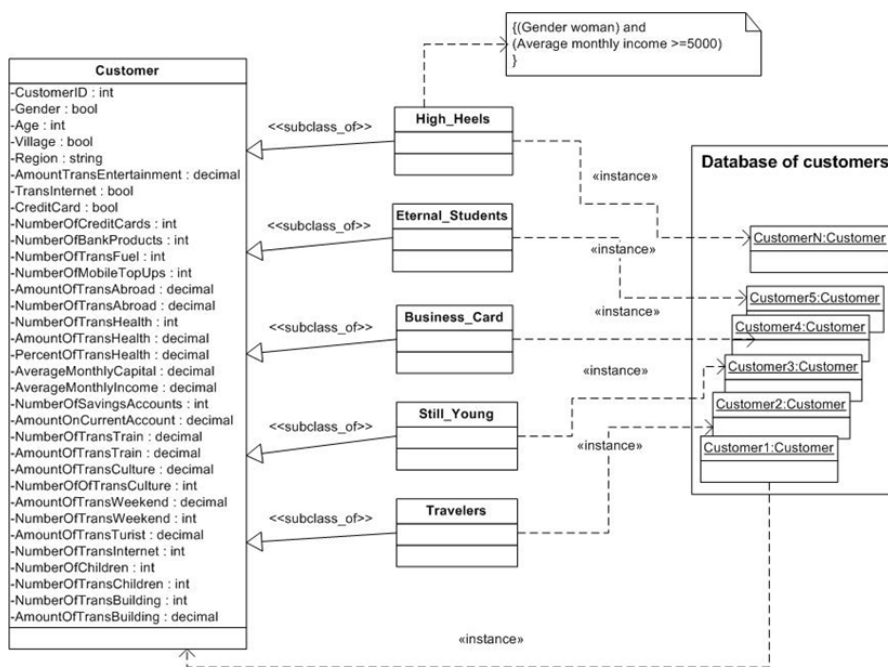 {(Gender woman) and
(Average monthly income >=5000)
}
Customer
-CustomerID : int
-Gender : bool
-Age : int
-Village : bool
-Region : string
-AmountTransEntertainment : decimal
-TransInternet : bool
-CreditCard : bool
-NumberOfCreditCards : int
-NumberOfBankProducts : int
-NumberOfTransFuel : int
-NumberOfMobileTopUps : int
-AmountOfTransAbroad : decimal
-NumberOfTransAbroad : decimal
-NumberOfTransHealth : int
-AmountOfTransHealth : decimal
-PercentOfTransHealth : decimal
-AverageMonthlyCapital : decimal
-AverageMonthlyIncome : decimal
-NumberOfSavingsAccounts : int
-AmountOnCurrentAccount : decimal
-NumberOfTransTrain : decimal
-AmountOfTransTrain : decimal
-AmountOfTransCulture : decimal
-NumberOfOfTransCulture : int
-AmountOfTransWeekend : decimal
-NumberOfTransWeekend : int
-AmountOfTransTurist : decimal
-NumberOfTransInternet : int
-NumberOfChildren : int
-NumberOfTransChildren : int
-NumberOfTransBuilding : int
-AmountOfTransBuilding : decimal
<<subclass_of>>
<<subclass_of>>
<<subclass_of>>
<<subclass_of>>
<<subclass_of>>
High_Heels
Eternal_Students
Business_Card
Still_Young
Travelers
«instance»
«instance»
«instance»
«instance»
«instance»
Database of customers
CustomerN:Customer
Customer5:Customer
Customer4:Customer
Customer3:Customer
Customer2:Customer
Customer1:Customer
«instance»